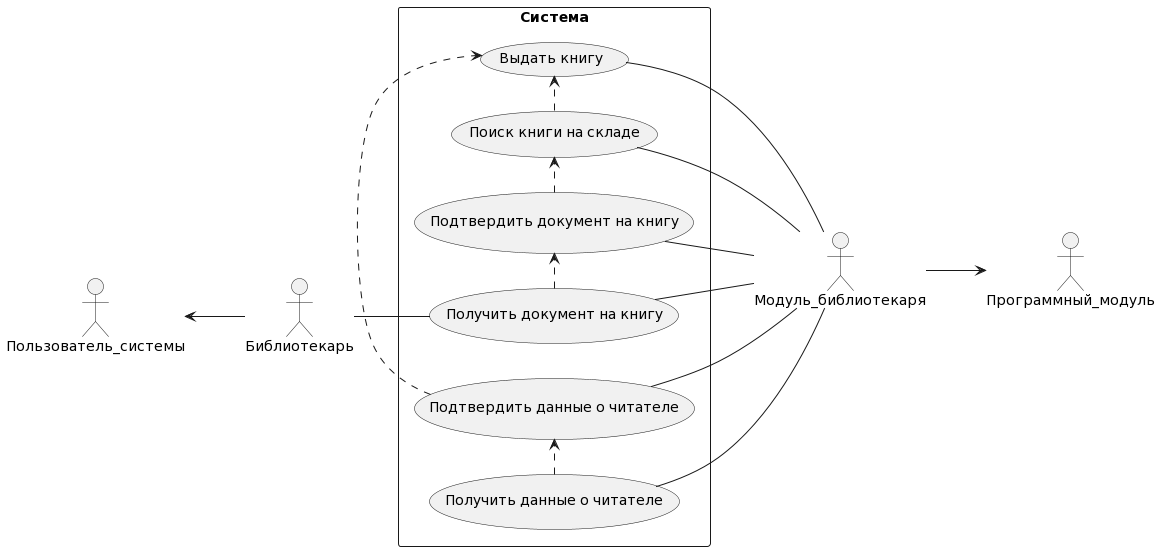 Система
Выдать книгу
Поиск книги на складе
Подтвердить документ на книгу
Получить документ на книгу
Подтвердить данные о читателе
Получить данные о читателе
Пользователь_системы
Библиотекарь
Модуль_библиотекаря
Программный_модуль